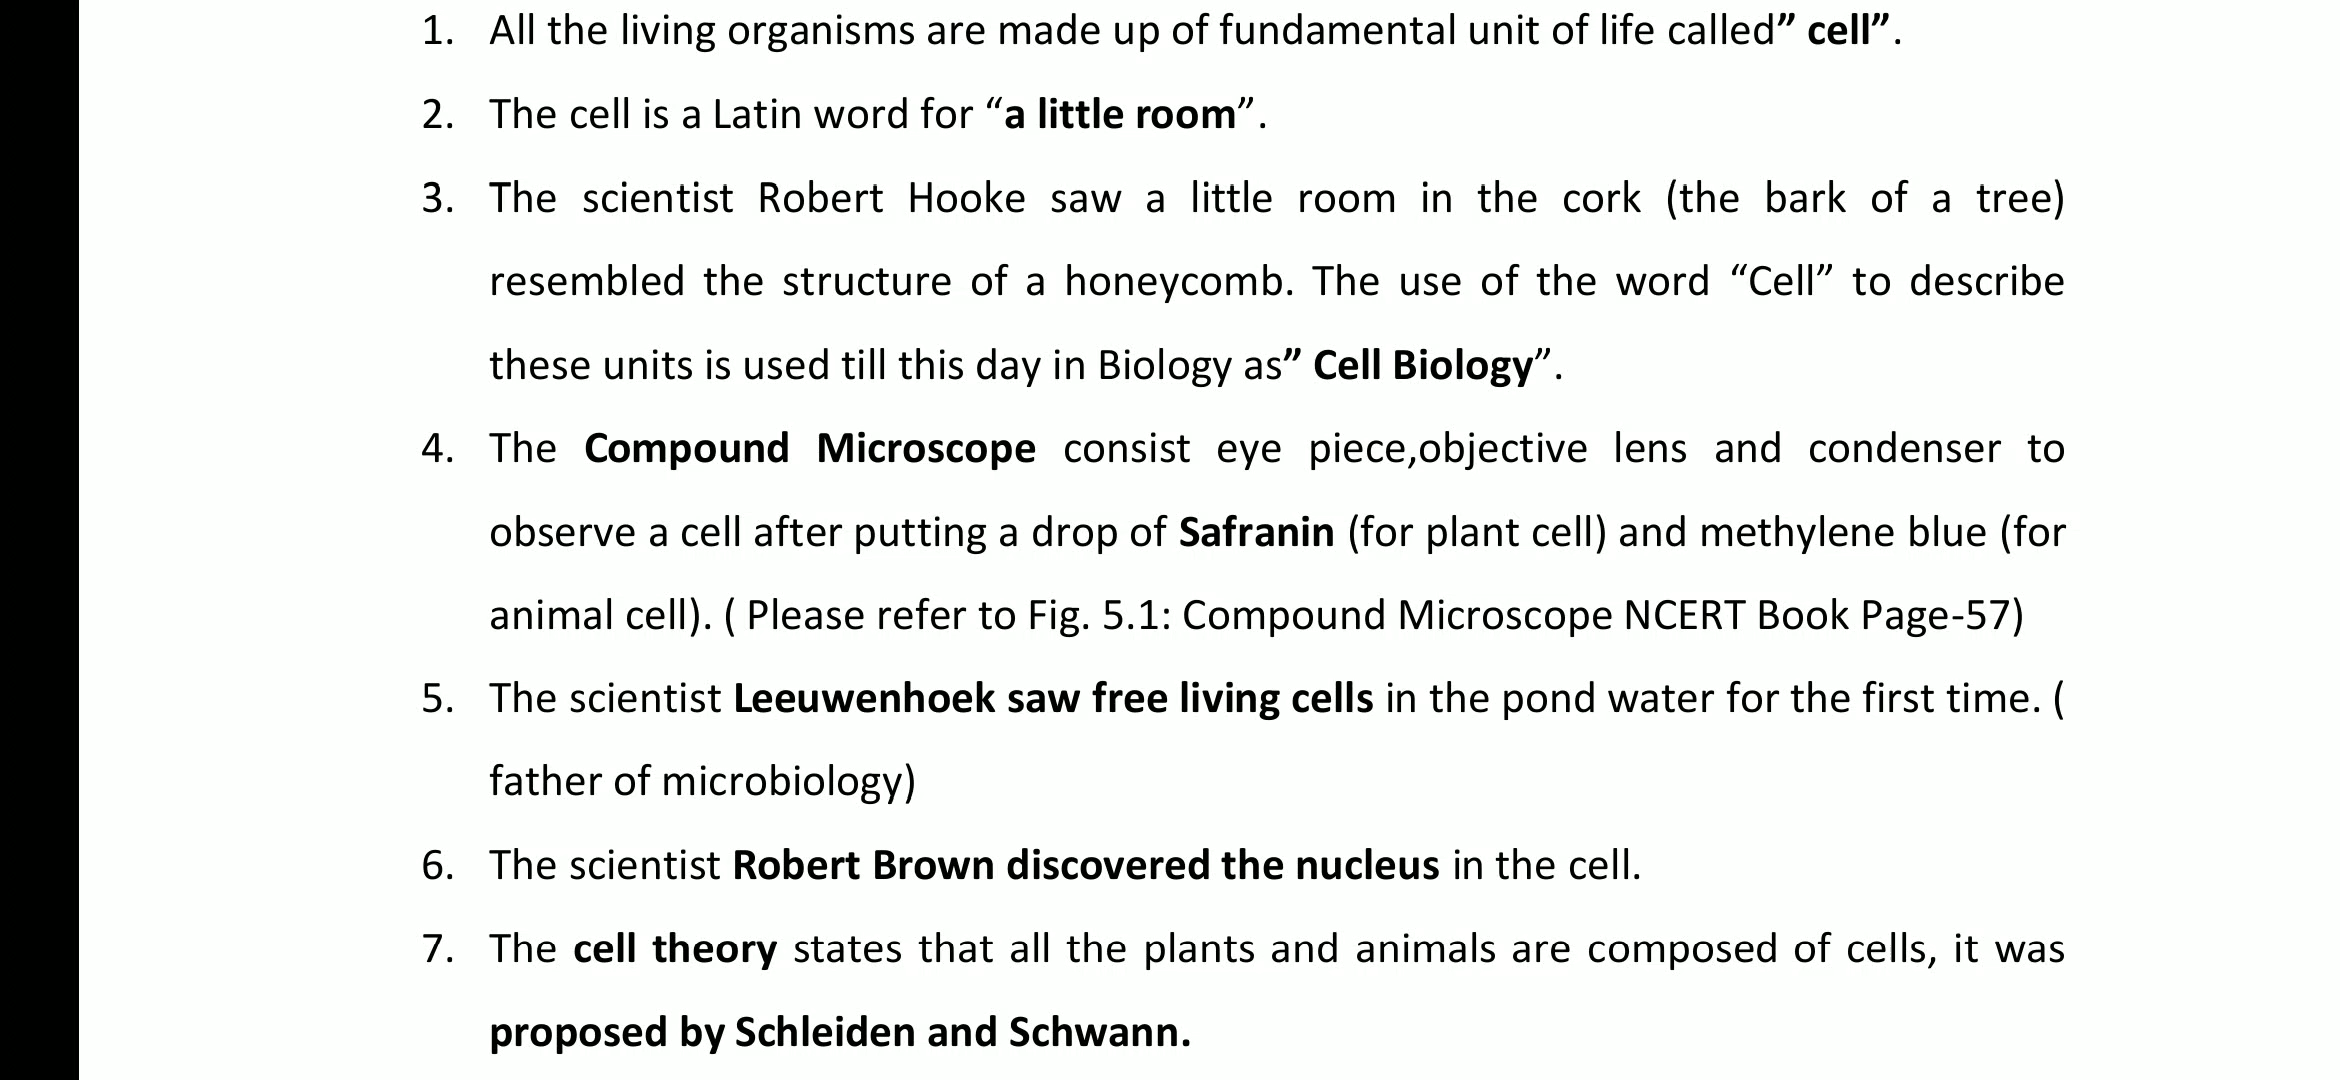 1. All the living organisms are made up of fundamental unit of life called” cell”.
2. The cell is a Latin word for “a little room”.
3. The scientist Robert Hooke saw a little room in the cork (the bark of a tree)
resembled the structure of a honeycomb. The use of the word “Cell” to describe
these units is used till this day in Biology as” Cell Biology”.
4. The Compound Microscope consist eye piece,objective lens and condenser to
observe a cell after putting a drop of Safranin (for plant cell) and methylene blue (for
animal cell). ( Please refer to Fig. 5.1: Compound Microscope NCERT Book Page-57)
5. The scientist Leeuwenhoek saw free living cells in the pond water for the first time. (
father of microbiology)
6. The scientist Robert Brown discovered the nucleus in the cell.
7. The cell theory states that all the plants and animals are composed of cells, it was
proposed by Schleiden and Schwann.